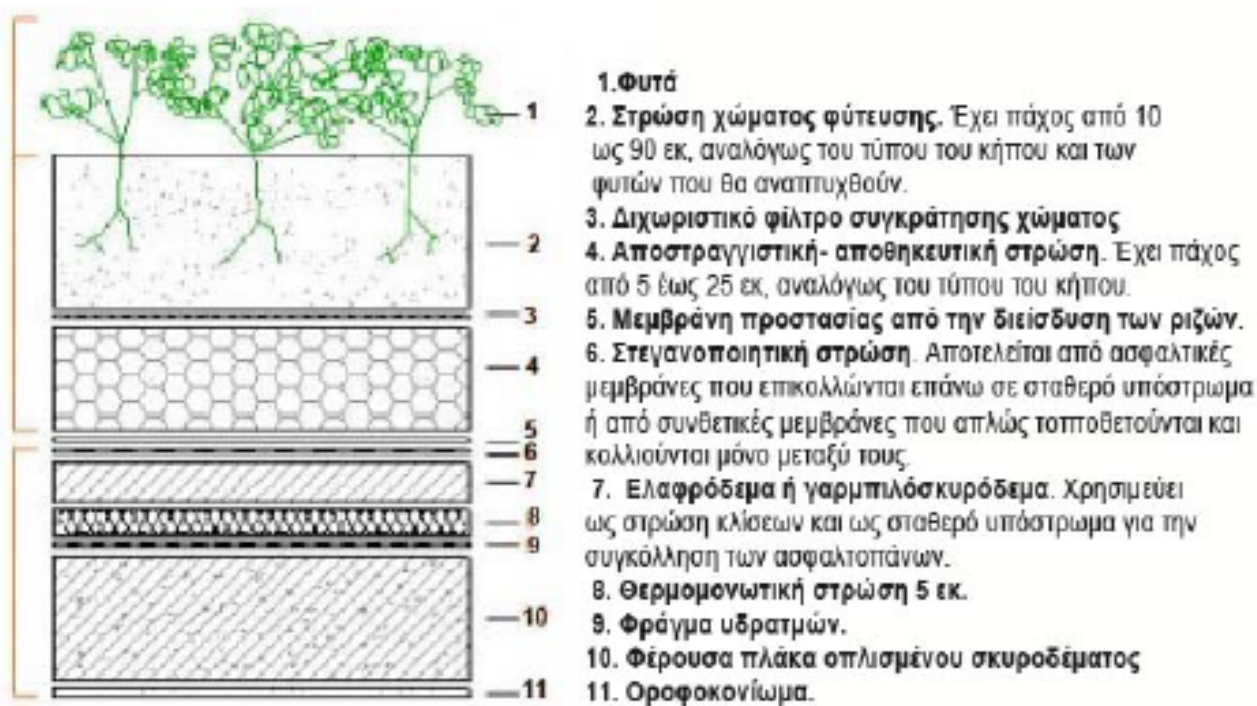 1.Φυτά
2. Στρώση χώματος φύτευσης. Έχει πάχος από 10
ως 90 εκ, αναλόγως του τύπου του κήπου και των
φυτών που θα αναπτυχθούν.
3. Διχωριστικό φίλτρο συγκράτησης χώματος
4. Αποστραγγιστική- αποθηκευτική στρώση. Έχει πάχος
από 5 έως 25 εκ, αναλόγως του τύπου του κήπου.
5. Μεμβράνη προστασίας από την διείσδυση των ριζών.
6. Στεγανοποιητική στρώση. Αποτελείται από ασφαλτικές
μεμβράνες που επικολλώνται επάνω σε σταθερό υπόστρωμα
ή από συνθετικές μεμβράνες που απλώς τοποθετούνται και
κολλιούνται μόνο μεταξύ τους.
7. Ελαφρόδεμα ή γαρμπιλόσκυρόδεμα. Χρησιμεύει
ως στρώση κλίσεων και ως σταθερό υπόστρωμα για την
συγκόλληση των ασφαλτοπάνων.
8. Θερμομονωτική στρώση 5 εκ.
9. Φράγμα υδρατμών.
10. Φέρουσα πλάκα οπλισμένου σκυροδέματος
11. Οροφοκονίωμα.
1
2
3
4
5
6
7
8
9
10
11